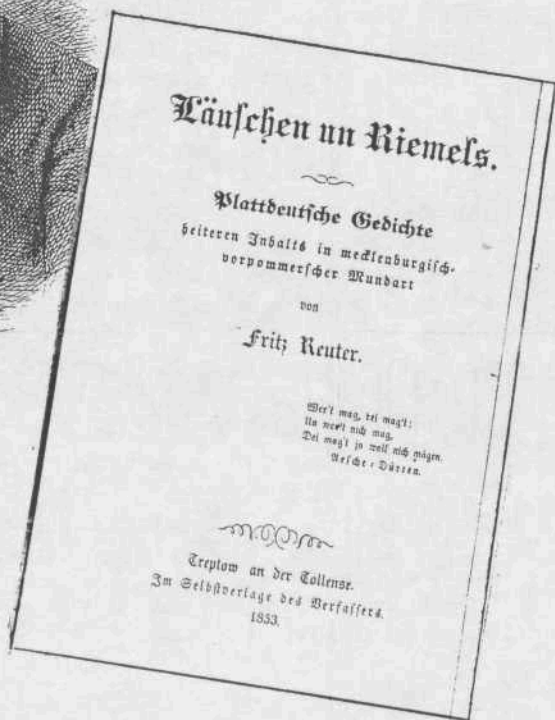 Läuschen un Riemels.
Plattdeutsche Gedichte
heiteren Inhalts in mecklenburgisch-
vorpommerscher Mundart
von
Fritz Reuter.
Wer't mag, dei mag't;
Un wer't nich mag,
Dei mag't jo woll nich mägen.
Nesche-Dürten.
Treptow an der Tollense.
Im Selbstverlage des Verfassers.
1853.